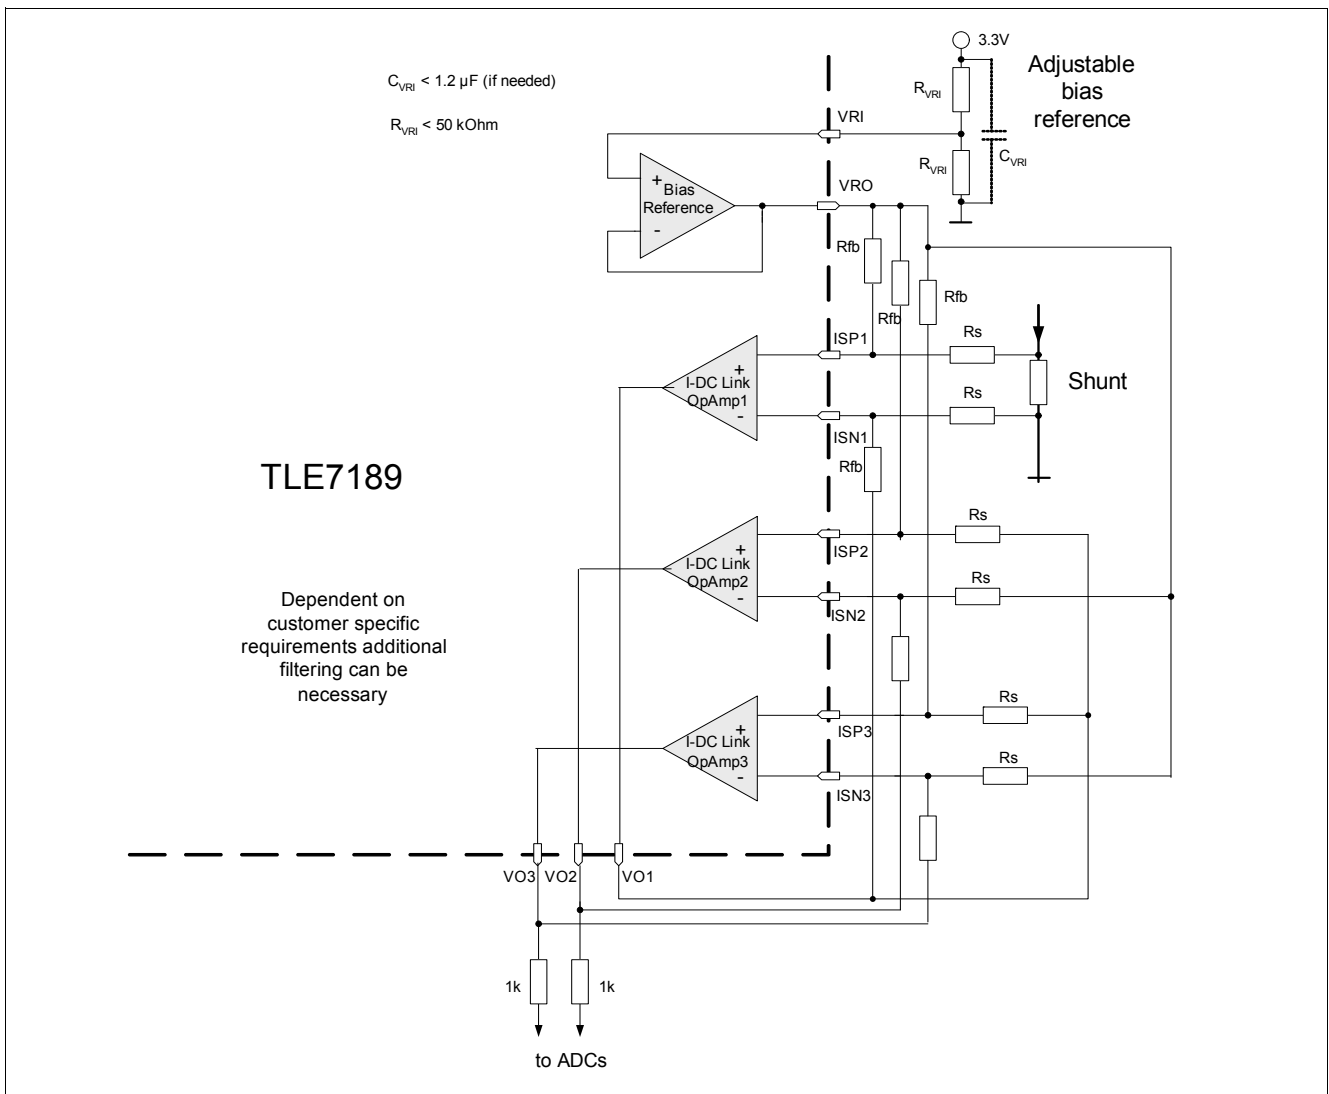 3.3V
Adjustable
bias
reference
C_VRI < 1.2 µF (if needed)
R_VRI < 50 kOhm
R_VRI
VRI
R_VRI
C_VRI
+
Bias
Reference
-
VRO
Rfb
Rfb
Rfb
ISP1
Rs
+
I-DC Link
OpAmp1
-
Shunt
Rs
ISN1
Rfb
TLE7189
Rs
ISP2
+
I-DC Link
OpAmp2
-
Rs
ISN2
Dependent on
customer specific
requirements additional
filtering can be
necessary
Rs
ISP3
+
I-DC Link
OpAmp3
-
Rs
ISN3
VO3
VO2
VO1
1k
1k
to ADCs